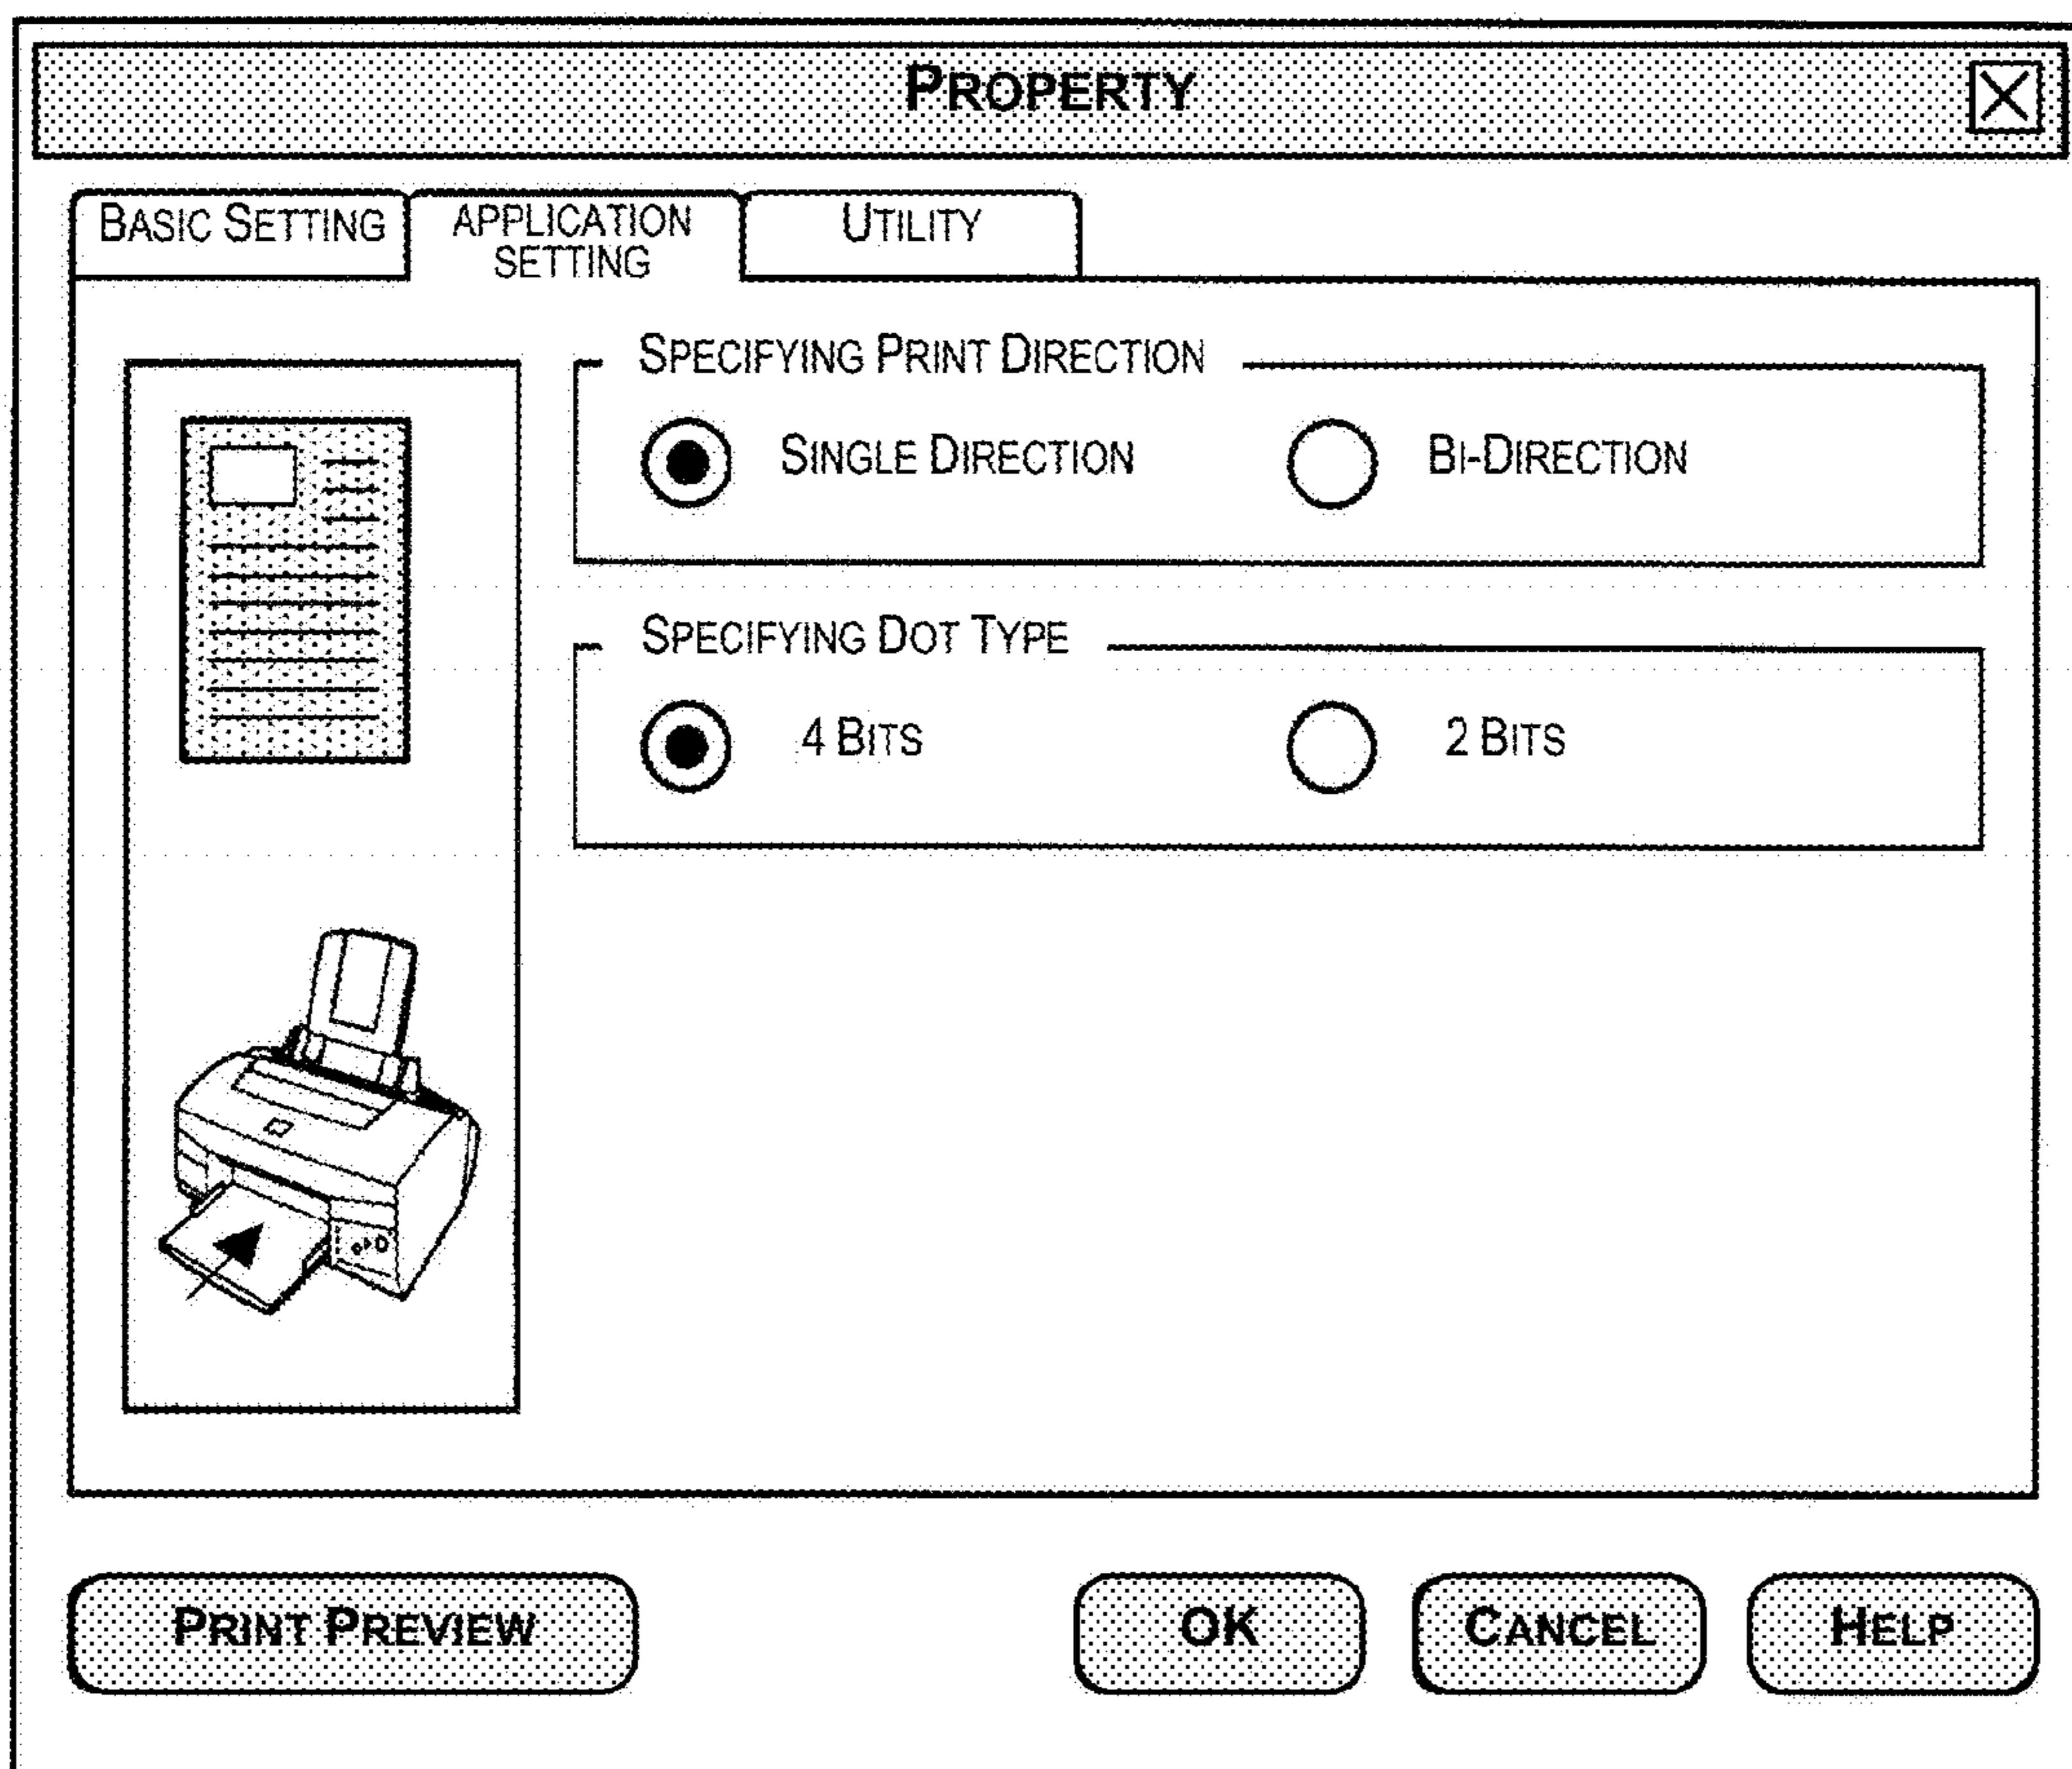 PROPERTY
BASIC SETTING
APPLICATION
SETTING
UTILITY
SPECIFYING PRINT DIRECTION
SINGLE DIRECTION
BI-DIRECTION
SPECIFYING DOT TYPE
4 BITS
2 BITS
PRINT PREVIEW
OK
CANCEL
HELP